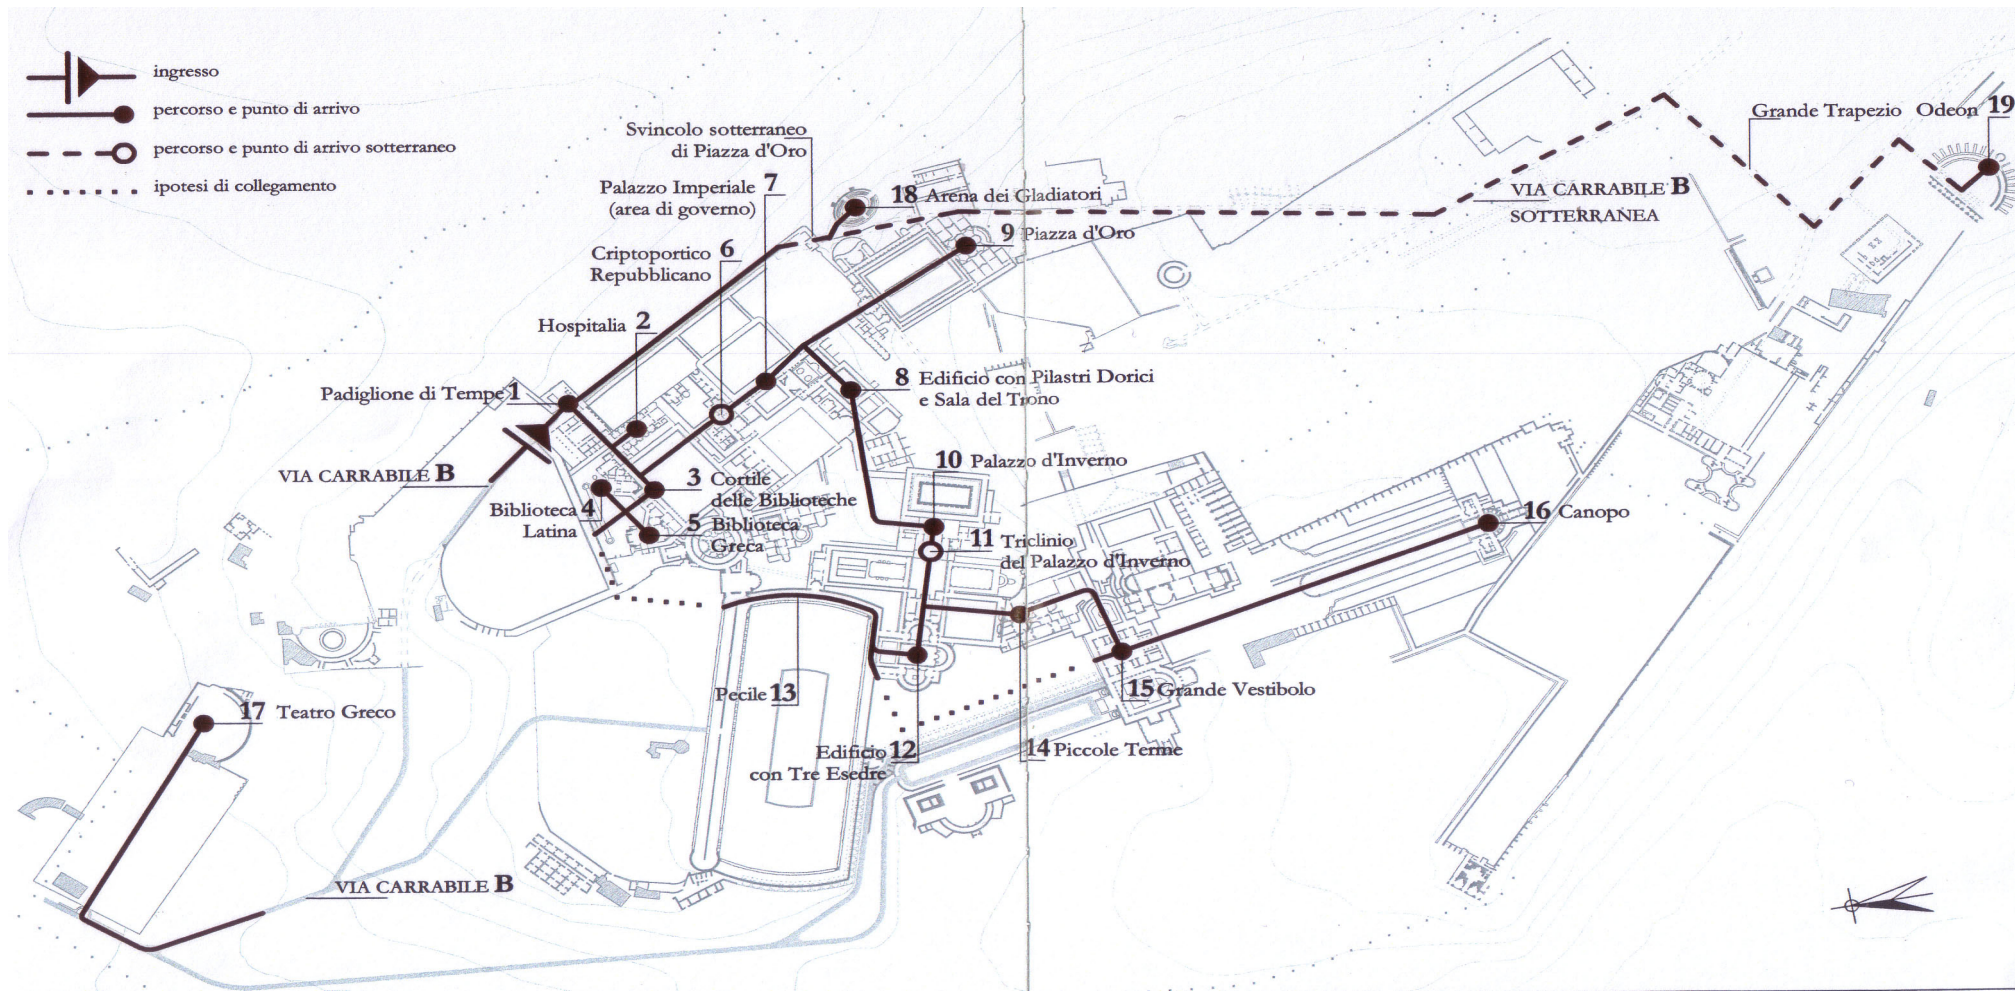 ingresso
percorso e punto di arrivo
percorso e punto di arrivo sotterraneo
ipotesi di collegamento
Svincolo sotterraneo
di Piazza d'Oro
Palazzo Imperiale 7
(area di governo)
Criptoportico 6
Repubblicano
Hospitalia 2
Padiglione di Tempe 1
VIA CARRABILE B
18 Arena dei Gladiatori
9 Piazza d'Oro
Grande Trapezio
Odeon 19
VIA CARRABILE B
SOTTERRANEA
8 Edificio con Pilastri Dorici
e Sala del Trono
10 Palazzo d'Inverno
3 Cortile
delle Biblioteche
Biblioteca 4
Latina
5 Biblioteca
Greca
11 Triclinio
del Palazzo d'Inverno
16 Canopo
Pecile 13
15 Grande Vestibolo
17 Teatro Greco
Edificio 12
con Tre Esedre
14 Piccole Terme
VIA CARRABILE B